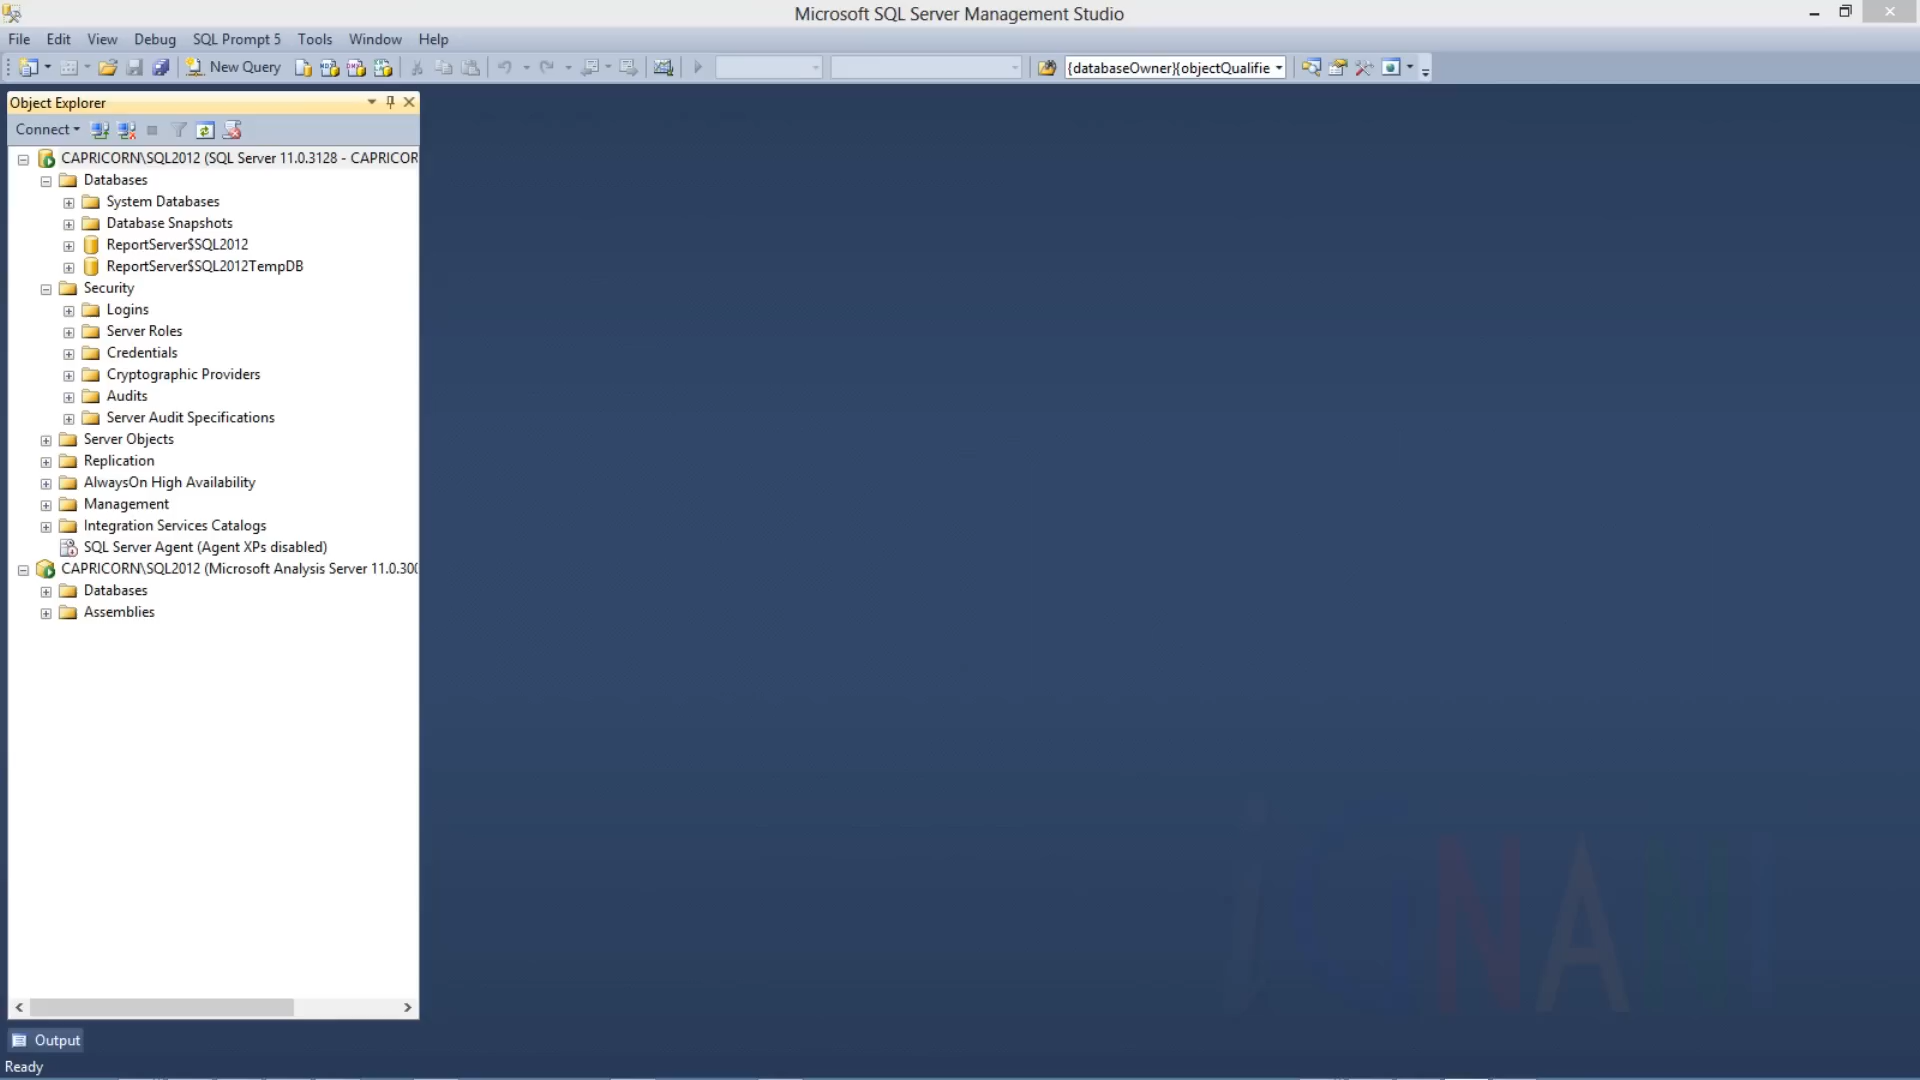 Microsoft SQL Server Management Studio
File Edit View Debug SQL Prompt 5 Tools Window Help
New Query {databaseOwner}{objectQualifie
Object Explorer
Connect
CAPRICORN\SQL2012 (SQL Server 11.0.3128 - CAPRICOR
Databases
System Databases
Database Snapshots
ReportServer$SQL2012
ReportServer$SQL2012TempDB
Security
Logins
Server Roles
Credentials
Cryptographic Providers
Audits
Server Audit Specifications
Server Objects
Replication
AlwaysOn High Availability
Management
Integration Services Catalogs
SQL Server Agent (Agent XPs disabled)
CAPRICORN\SQL2012 (Microsoft Analysis Server 11.0.300
Databases
Assemblies
Output
Ready